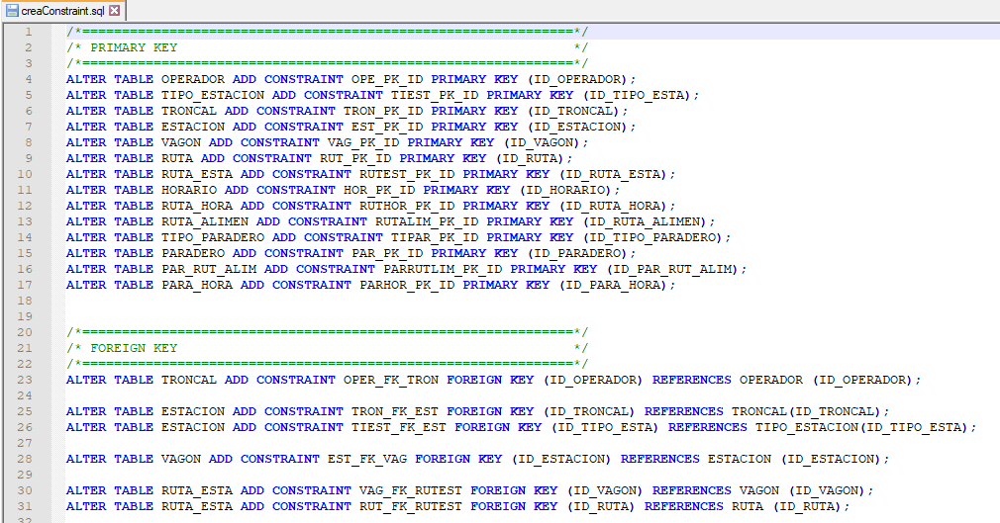 creaConstraint.sql
1 /*==============================================================*/
2 /* PRIMARY KEY */
3 /*==============================================================*/
4 ALTER TABLE OPERADOR ADD CONSTRAINT OPE_PK_ID PRIMARY KEY (ID_OPERADOR);
5 ALTER TABLE TIPO_ESTACION ADD CONSTRAINT TIEST_PK_ID PRIMARY KEY (ID_TIPO_ESTA);
6 ALTER TABLE TRONCAL ADD CONSTRAINT TRON_PK_ID PRIMARY KEY (ID_TRONCAL);
7 ALTER TABLE ESTACION ADD CONSTRAINT EST_PK_ID PRIMARY KEY (ID_ESTACION);
8 ALTER TABLE VAGON ADD CONSTRAINT VAG_PK_ID PRIMARY KEY (ID_VAGON);
9 ALTER TABLE RUTA ADD CONSTRAINT RUT_PK_ID PRIMARY KEY (ID_RUTA);
10 ALTER TABLE RUTA_ESTA ADD CONSTRAINT RUTEST_PK_ID PRIMARY KEY (ID_RUTA_ESTA);
11 ALTER TABLE HORARIO ADD CONSTRAINT HOR_PK_ID PRIMARY KEY (ID_HORARIO);
12 ALTER TABLE RUTA_HORA ADD CONSTRAINT RUTHOR_PK_ID PRIMARY KEY (ID_RUTA_HORA);
13 ALTER TABLE RUTA_ALIMEN ADD CONSTRAINT RUTALIM_PK_ID PRIMARY KEY (ID_RUTA_ALIMEN);
14 ALTER TABLE TIPO_PARADERO ADD CONSTRAINT TIPAR_PK_ID PRIMARY KEY (ID_TIPO_PARADERO);
15 ALTER TABLE PARADERO ADD CONSTRAINT PAR_PK_ID PRIMARY KEY (ID_PARADERO);
16 ALTER TABLE PAR_RUT_ALIM ADD CONSTRAINT PARRUTLIM_PK_ID PRIMARY KEY (ID_PAR_RUT_ALIM);
17 ALTER TABLE PARA_HORA ADD CONSTRAINT PARHOR_PK_ID PRIMARY KEY (ID_PARA_HORA);
18
19
20 /*==============================================================*/
21 /* FOREIGN KEY */
22 /*==============================================================*/
23 ALTER TABLE TRONCAL ADD CONSTRAINT OPER_FK_TRON FOREIGN KEY (ID_OPERADOR) REFERENCES OPERADOR (ID_OPERADOR);
24
25 ALTER TABLE ESTACION ADD CONSTRAINT TRON_FK_EST FOREIGN KEY (ID_TRONCAL) REFERENCES TRONCAL(ID_TRONCAL);
26 ALTER TABLE ESTACION ADD CONSTRAINT TIEST_FK_EST FOREIGN KEY (ID_TIPO_ESTA) REFERENCES TIPO_ESTACION(ID_TIPO_ESTA);
27
28 ALTER TABLE VAGON ADD CONSTRAINT EST_FK_VAG FOREIGN KEY (ID_ESTACION) REFERENCES ESTACION (ID_ESTACION);
29
30 ALTER TABLE RUTA_ESTA ADD CONSTRAINT VAG_FK_RUTEST FOREIGN KEY (ID_VAGON) REFERENCES VAGON (ID_VAGON);
31 ALTER TABLE RUTA_ESTA ADD CONSTRAINT RUT_FK_RUTEST FOREIGN KEY (ID_RUTA) REFERENCES RUTA (ID_RUTA);
32